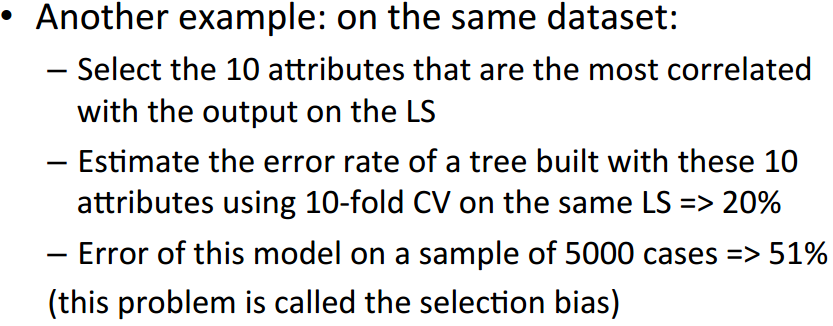 • Another example: on the same dataset:
– Select the 10 attributes that are the most correlated
with the output on the LS
– Estimate the error rate of a tree built with these 10
attributes using 10-fold CV on the same LS => 20%
– Error of this model on a sample of 5000 cases => 51%
(this problem is called the selection bias)